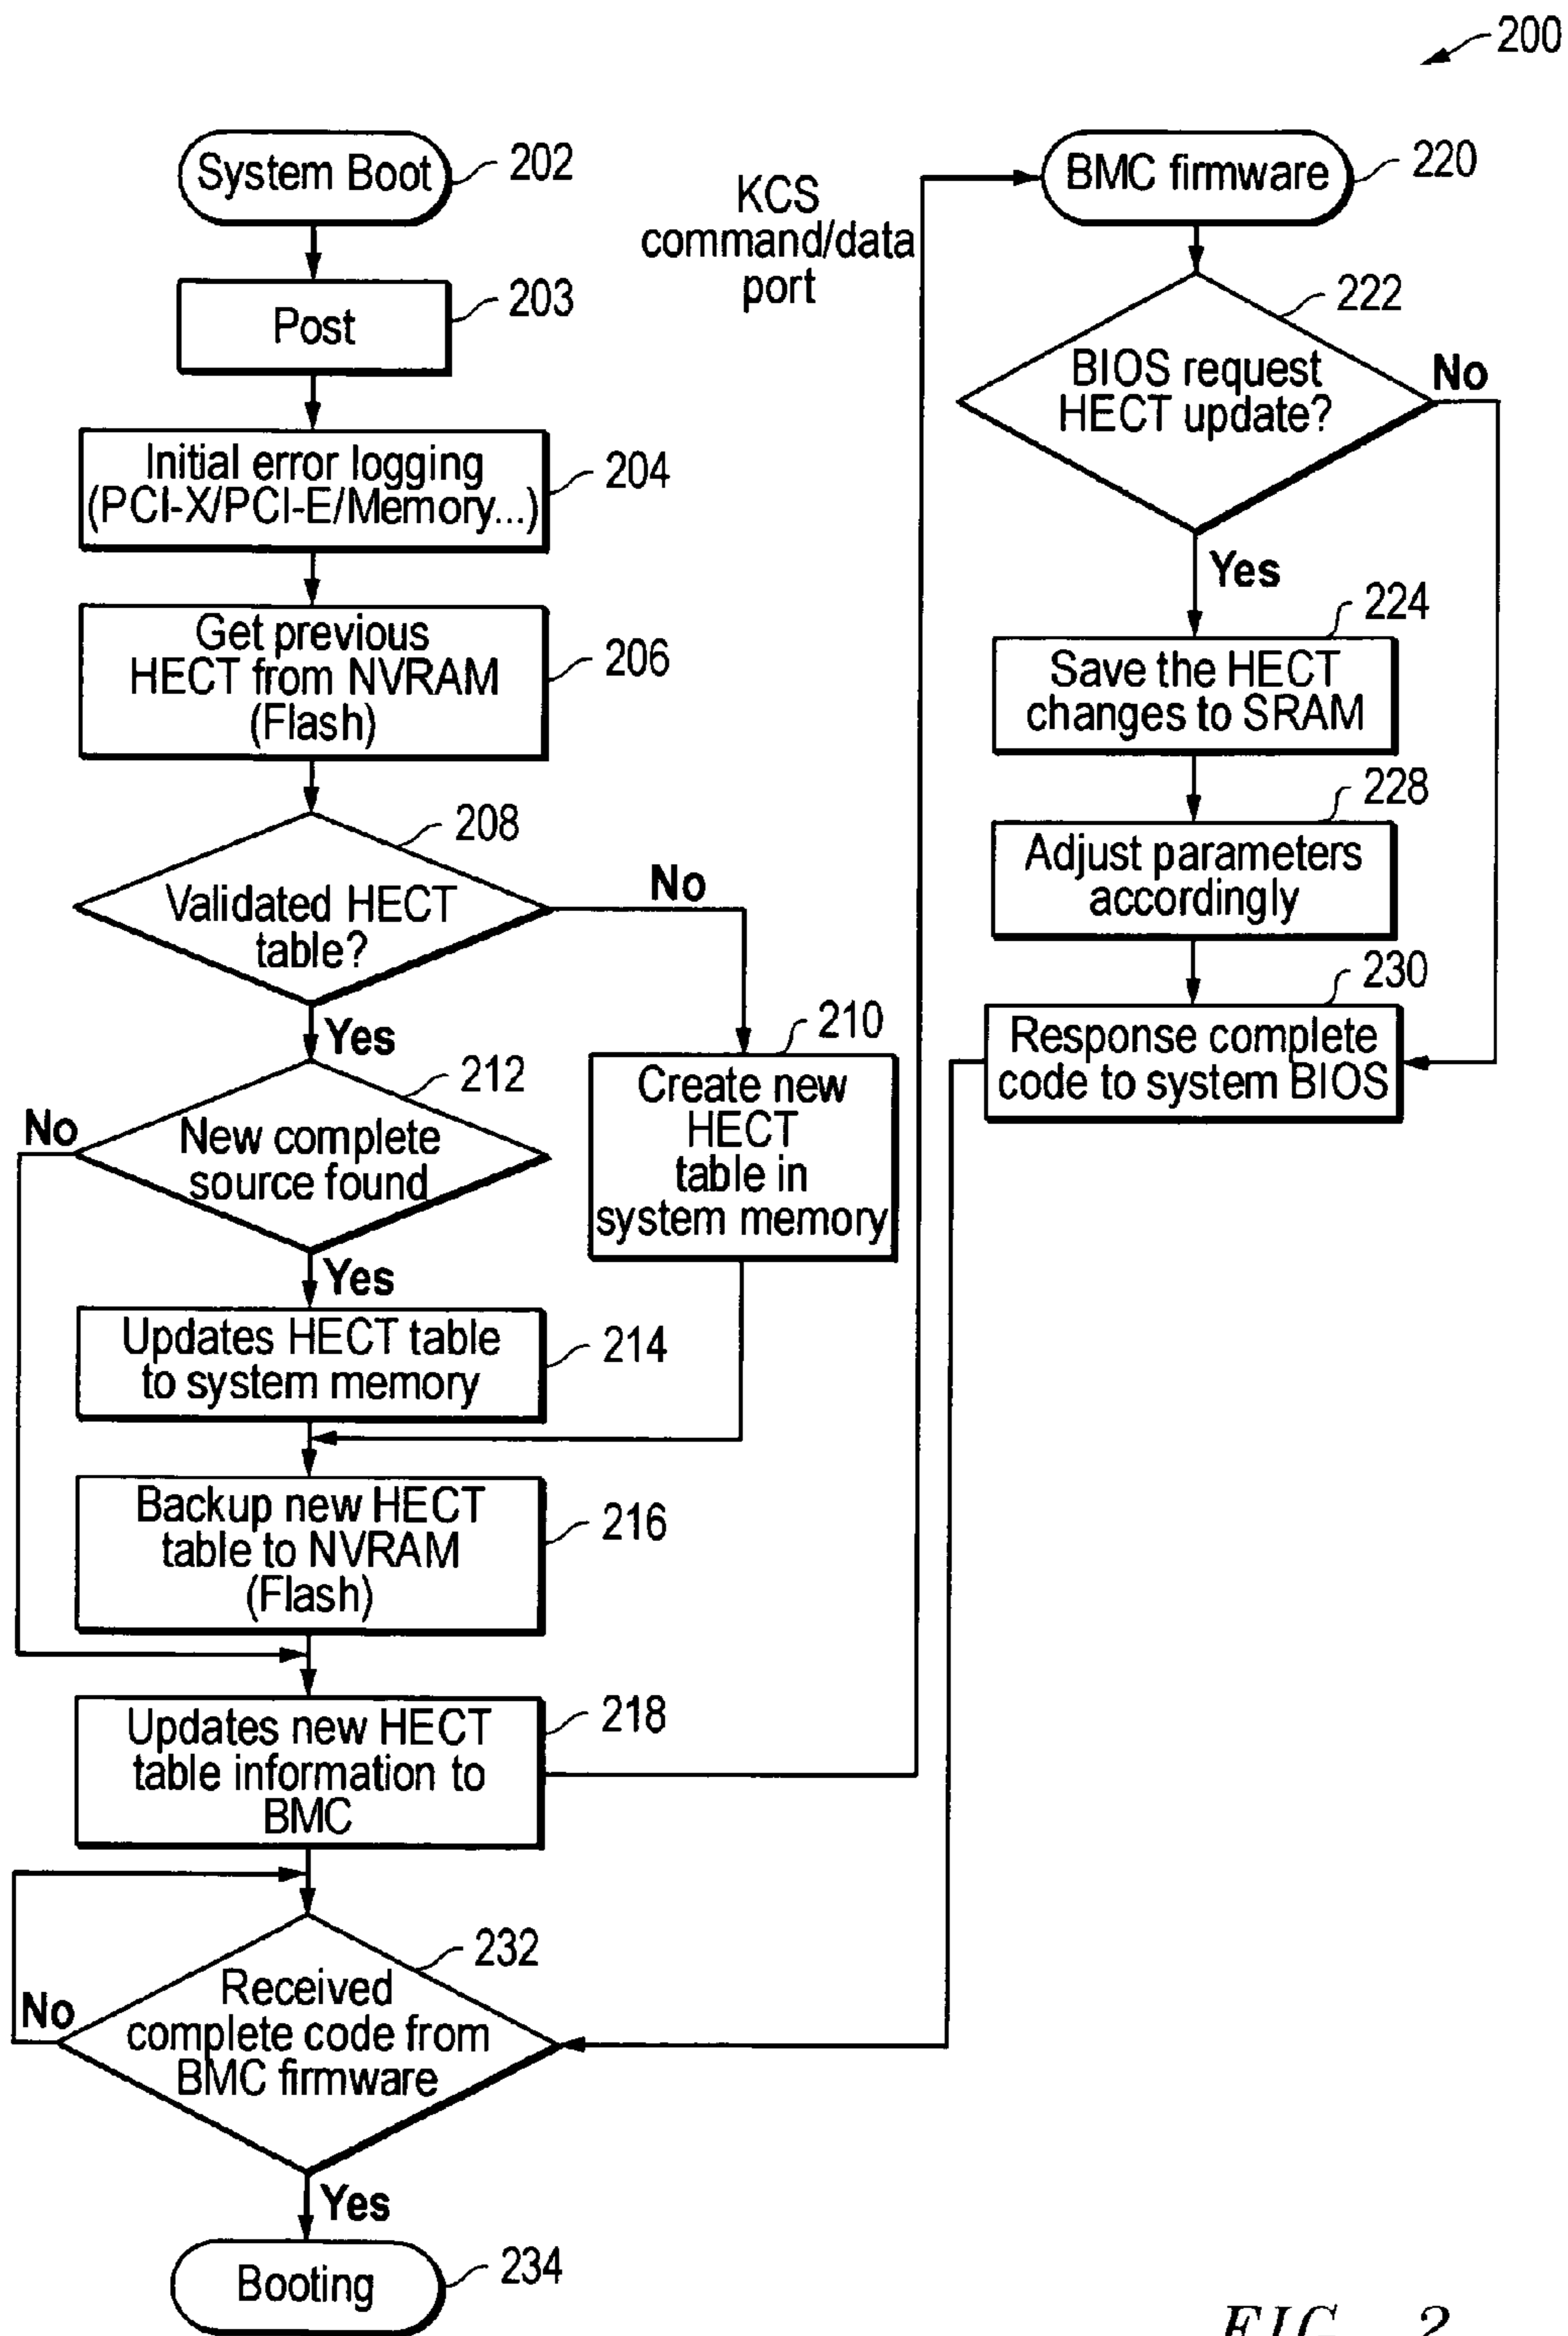 200
System Boot
202
Post
203
Initial error logging
(PCI-X/PCI-E/Memory...)
204
Get previous
HECT from NVRAM
(Flash)
206
208
Validated HECT
table?
No
Yes
210
Create new
HECT
table in
system memory
212
No
New complete
source found
Yes
Updates HECT table
to system memory
214
Backup new HECT
table to NVRAM
(Flash)
216
Updates new HECT
table information to
BMC
218
232
Received
complete code from
BMC firmware
No
Yes
Booting
234
KCS
command/data
port
BMC firmware
220
222
BIOS request
HECT update?
No
Yes
224
Save the HECT
changes to SRAM
228
Adjust parameters
accordingly
230
Response complete
code to system BIOS
FIG. 2